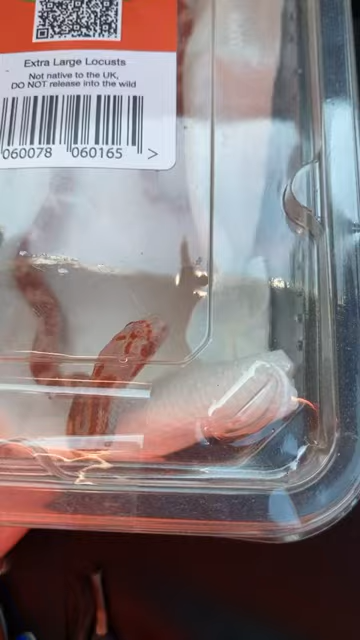 Extra Large Locusts
Not native to the UK,
DO NOT release into the wild
060078 060165 >